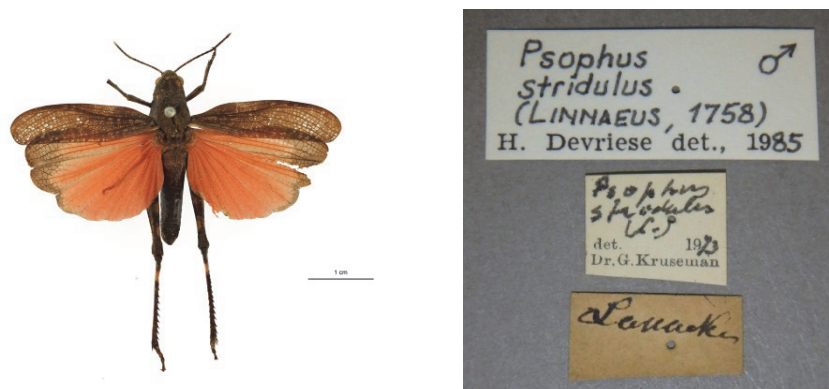 1 cm
Psophus ♂
stridulus.
(LINNAEUS, 1758)
H. Devriese det., 1985
Psophus
stridulus
(L.)
det. 1973
Dr. G. Kruseman